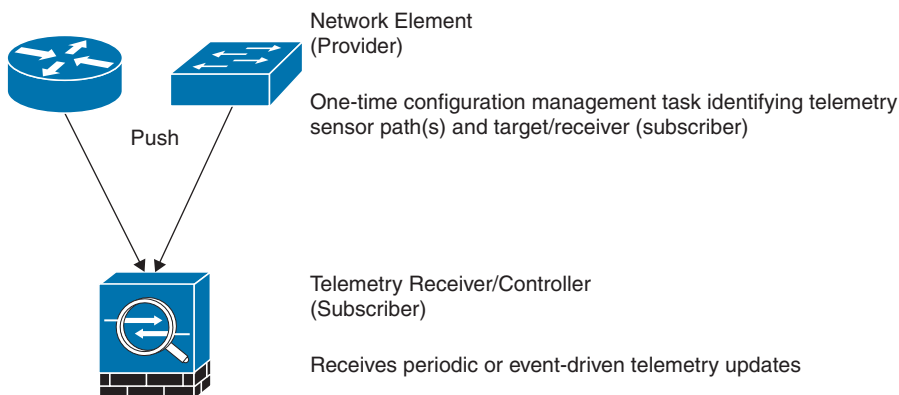 Network Element
(Provider)
One-time configuration management task identifying telemetry
sensor path(s) and target/receiver (subscriber)
Push
Telemetry Receiver/Controller
(Subscriber)
Receives periodic or event-driven telemetry updates